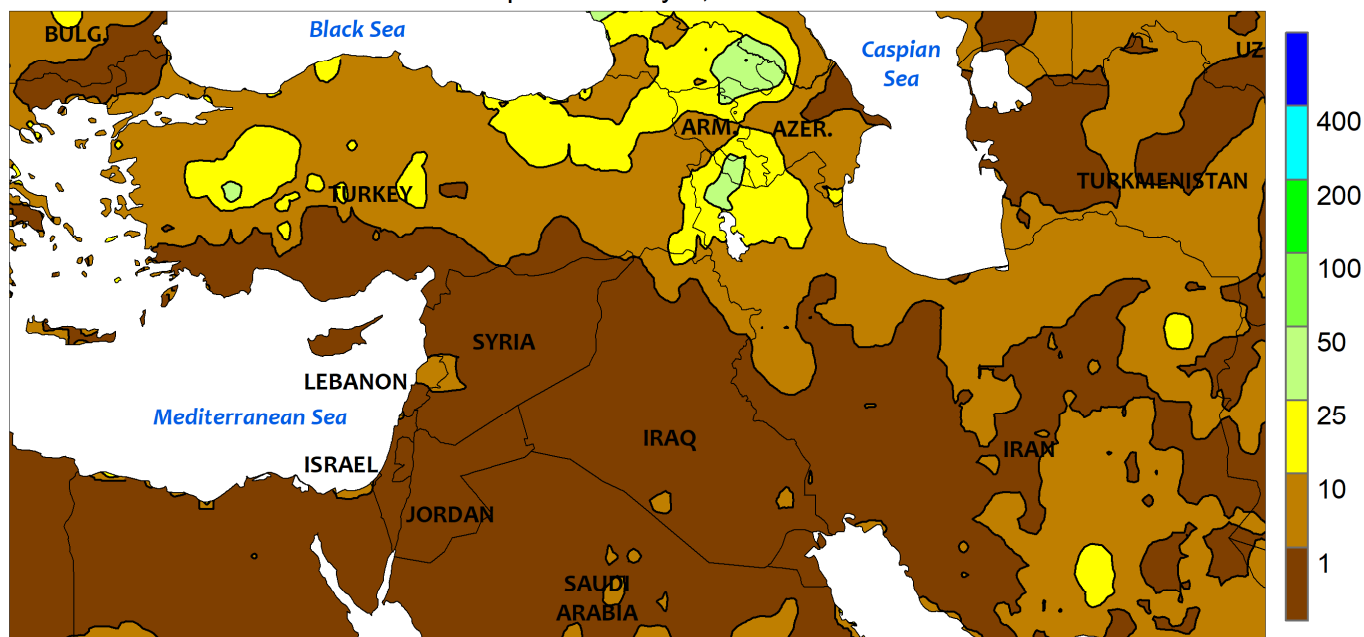 BULG.
Black Sea
Caspian
Sea
UZ
ARM.
AZER.
TURKEY
TURKMENISTAN
SYRIA
LEBANON
Mediterranean Sea
IRAQ
IRAN
ISRAEL
JORDAN
SAUDI
ARABIA
400
200
100
50
25
10
1